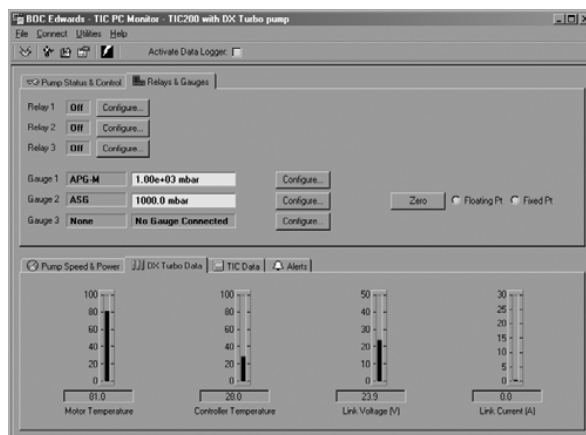 BOC Edwards - TIC PC Monitor - TIC200 with DX Turbo pump
File Connect Utilities Help
Activate Data Logger:
Pump Status & Control Relays & Gauges
Relay 1 Off Configure...
Relay 2 Off Configure...
Relay 3 Off Configure...
Gauge 1 APG-M 1.00e+03 mbar Configure...
Gauge 2 ASG 1000.0 mbar Configure... Zero Floating Pt Fixed Pt
Gauge 3 None No Gauge Connected Configure...
Pump Speed & Power DX Turbo Data TIC Data Alerts
100 100 50 30
80 80 40 25
60 60 30 20
40 40 20 15
20 20 10 10
0 0 0 5
0
81.0 28.0 23.9 0.0
Motor Temperature Controller Temperature Link Voltage (V) Link Current (A)